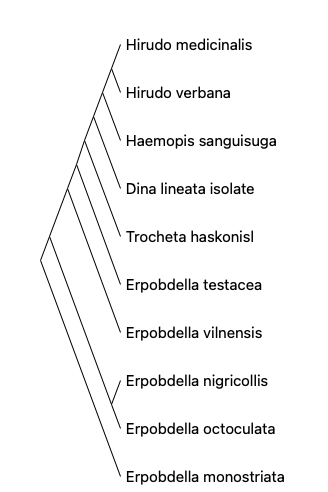 Hirudo medicinalis
Hirudo verbana
Haemopis sanguisuga
Dina lineata isolate
Trocheta haskonisl
Erpobdella testacea
Erpobdella vilnensis
Erpobdella nigricollis
Erpobdella octoculata
Erpobdella monostriata